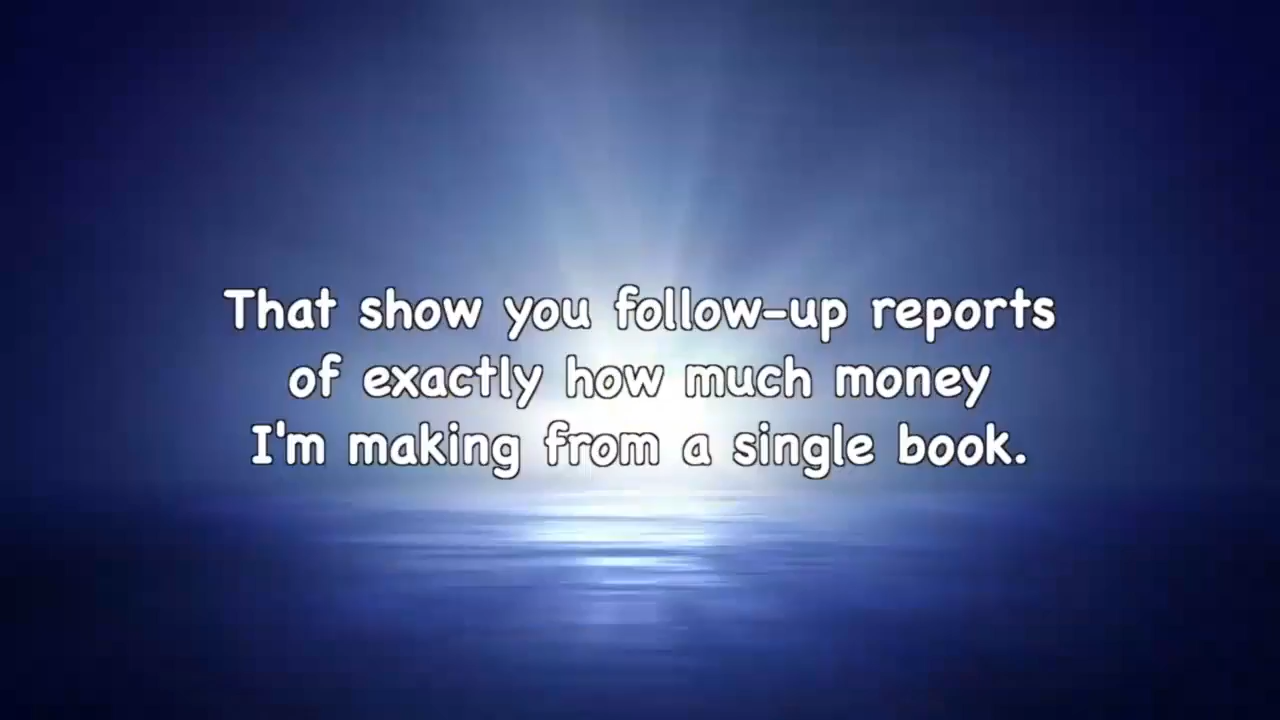 That show you follow-up reports
of exactly how much money
I'm making from a single book.